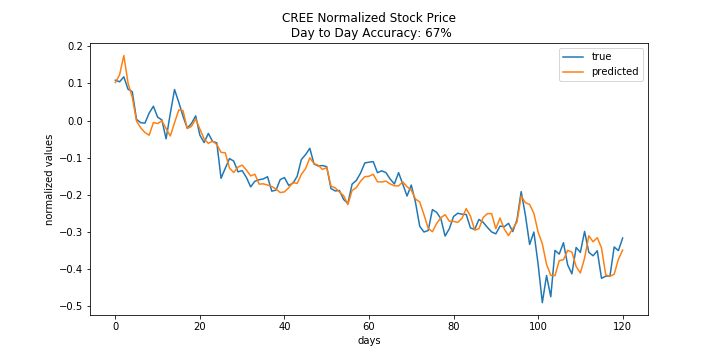 CREE Normalized Stock Price
Day to Day Accuracy: 67%
true
predicted
normalized values
0.2
0.1
0.0
−0.1
−0.2
−0.3
−0.4
−0.5
0 20 40 60 80 100 120
days